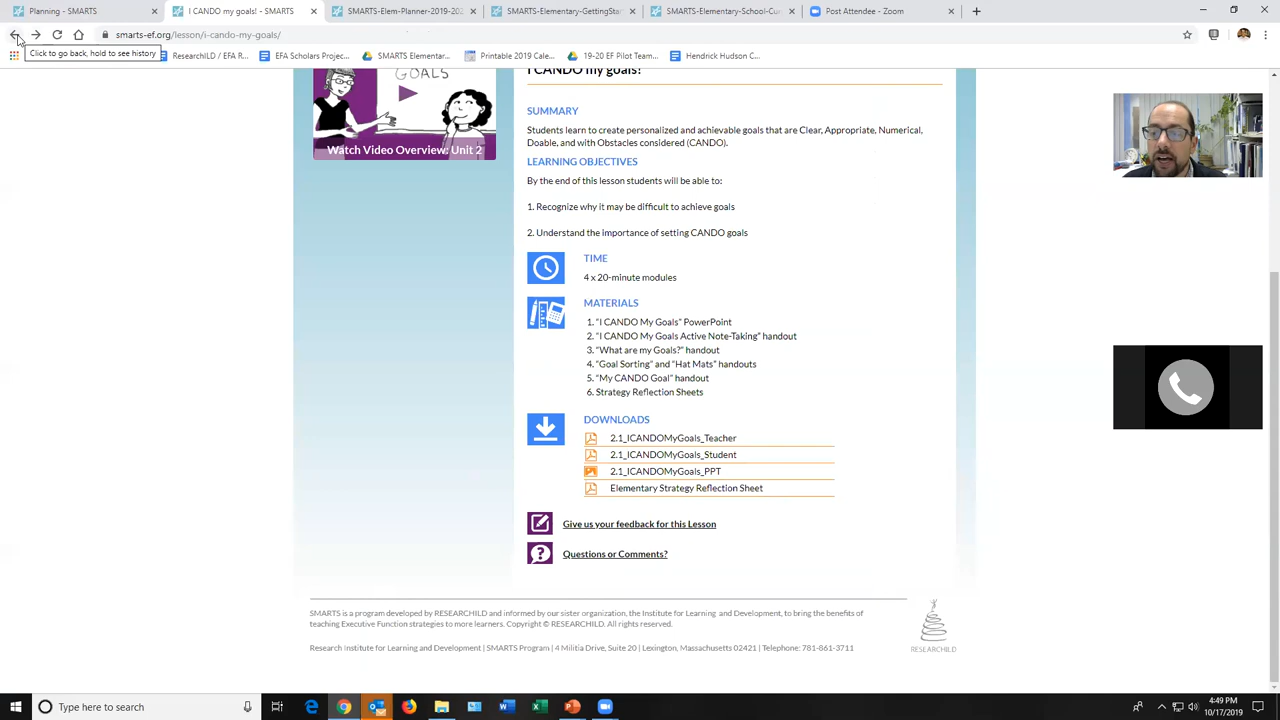 Planning - SMARTS
I CANDO my goals! - SMARTS
SMARTS-Elem-Planner-2019-202
SMARTS-Elementary-GettingStar
SMARTS-Elementary-School-Curr
Post Attendee - Zoom
smarts-ef.org/lesson/i-cando-my-goals/
Click to go back, hold to see history
ResearchILD / EFA R...
EFA Scholars Projec...
SMARTS Elementar...
Printable 2019 Cale...
19-20 EF Pilot Team...
Hendrick Hudson C...
GOALS
Watch Video Overview: Unit 2
I CANDO my goals!
SUMMARY
Students learn to create personalized and achievable goals that are Clear, Appropriate, Numerical,
Doable, and with Obstacles considered (CANDO).
LEARNING OBJECTIVES
By the end of this lesson students will be able to:
1. Recognize why it may be difficult to achieve goals
2. Understand the importance of setting CANDO goals
TIME
4 x 20-minute modules
MATERIALS
1. "I CANDO My Goals" PowerPoint
2. "I CANDO My Goals Active Note-Taking" handout
3. "What are my Goals?" handout
4. "Goal Sorting" and "Hat Mats" handouts
5. "My CANDO Goal" handout
6. Strategy Reflection Sheets
DOWNLOADS
2.1_ICANDOMyGoals_Teacher
2.1_ICANDOMyGoals_Student
2.1_ICANDOMyGoals_PPT
Elementary Strategy Reflection Sheet
Give us your feedback for this Lesson
Questions or Comments?
SMARTS is a program developed by RESEARCHILD and informed by our sister organization, the Institute for Learning and Development, to bring the benefits of
teaching Executive Function strategies to more learners. Copyright © RESEARCHILD. All rights reserved.
Research Institute for Learning and Development | SMARTS Program | 4 Militia Drive, Suite 20 | Lexington, Massachusetts 02421 | Telephone: 781-861-3711
RESEARCHILD
Type here to search
4:49 PM
10/17/2019